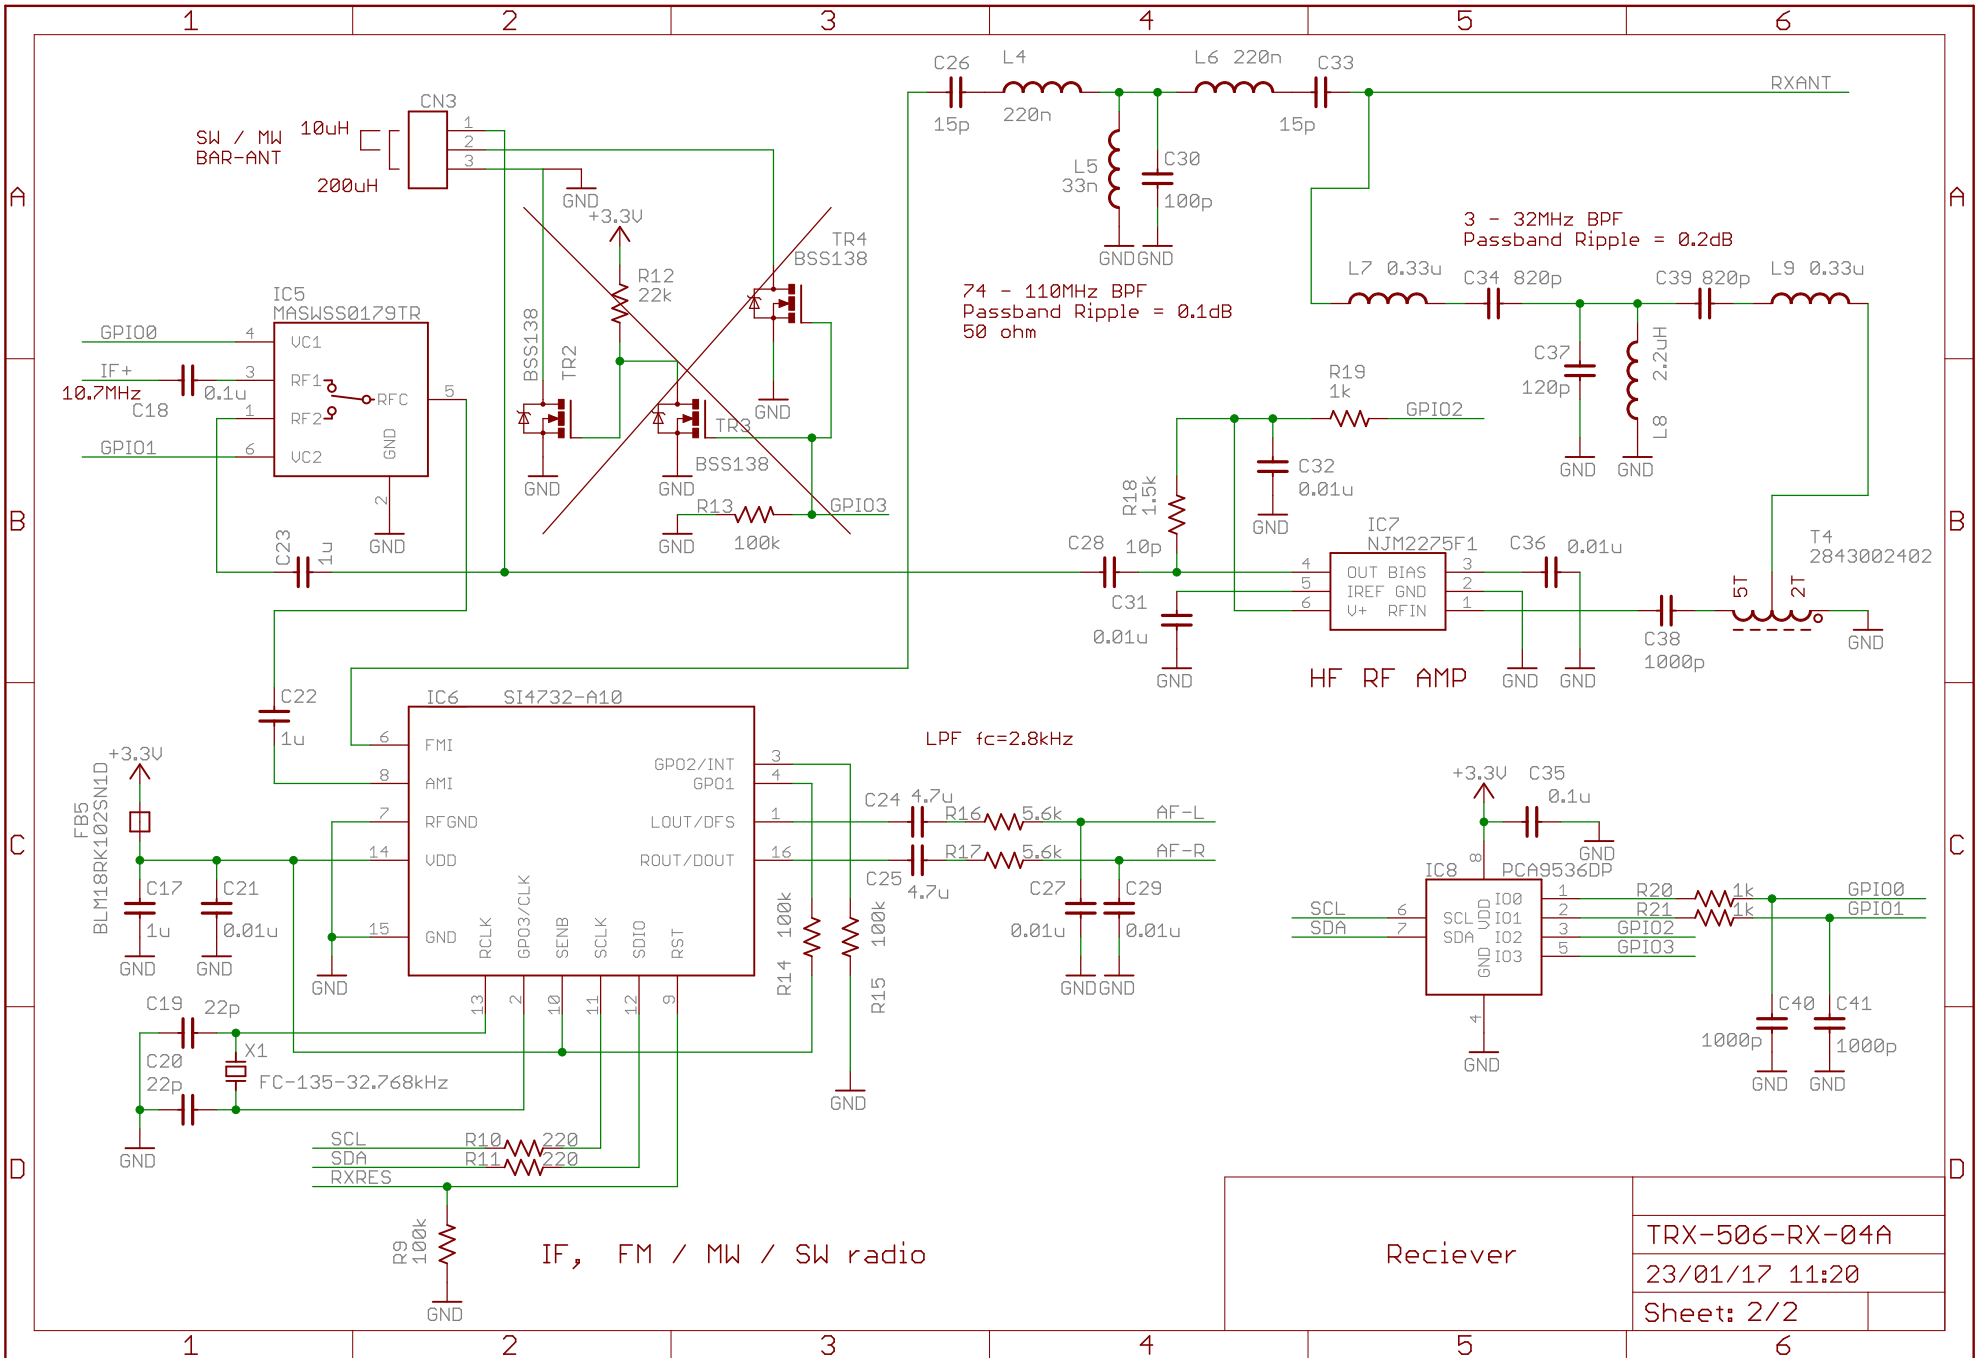 1 2 3 4 5 6
A A
B B
C C
D D
CN3
1
2
3
SW / MW
BAR-ANT
10uH
200uH
GND
C26
15p
L4
220n
L6 220n
C33
15p
RXANT
L5
33n
C30
100p
GND
GND
74 - 110MHz BPF
Passband Ripple = 0.1dB
50 ohm
3 - 32MHz BPF
Passband Ripple = 0.2dB
L7 0.33u
C34 820p
C39 820p
L9 0.33u
C37
120p
2.2uH
L8
GND
GND
IC5
MASWSS0179TR
GPIO0
4
VC1
IF+
10.7MHz
C18
0.1u
3
RF1
1
RF2
RFC
5
GPIO1
6
VC2
GND
2
GND
C23
1u
+3.3V
R12
22k
TR4
BSS138
GND
BSS138
TR2
GND
TR3
BSS138
GND
R13
100k
GND
GPIO3
R19
1k
GPIO2
C32
0.01u
GND
R18
1.5k
C28
10p
C31
0.01u
GND
IC7
NJM2275F1
4
5
6
OUT BIAS
IREF GND
V+ RFIN
3
2
1
C36
0.01u
GND
GND
HF RF AMP
C38
1000p
T4
2843002402
5T
2T
GND
C22
1u
IC6
SI4732-A10
6
FMI
8
AMI
7
RFGND
14
VDD
15
GND
3
GPO2/INT
4
GPO1
1
LOUT/DFS
16
ROUT/DOUT
RCLK
GPO3/CLK
SENB
SCLK
SDIO
RST
13
2
10
11
12
9
+3.3V
FB5
BLM18RK102SN1D
C17
1u
GND
C21
0.01u
GND
GND
LPF fc=2.8kHz
C24
4.7u
R16
5.6k
AF-L
C25
4.7u
R17
5.6k
AF-R
C27
0.01u
GND
C29
0.01u
GND
R14
100k
R15
100k
GND
C19
22p
C20
22p
X1
FC-135-32.768kHz
GND
SCL
R10
220
SDA
R11
220
RXRES
R9
100k
GND
+3.3V
C35
0.1u
GND
IC8
PCA9536DP
8
SCL
6
SCL
SDA
7
SDA
VDD
GND
IO0
IO1
IO2
IO3
1
2
3
5
4
GND
R20
1k
GPIO0
R21
1k
GPIO1
GPIO2
GPIO3
C40
1000p
GND
C41
1000p
GND
IF, FM / MW / SW radio
Reciever
TRX-506-RX-04A
23/01/17 11:20
Sheet: 2/2
1 2 3 4 5 6